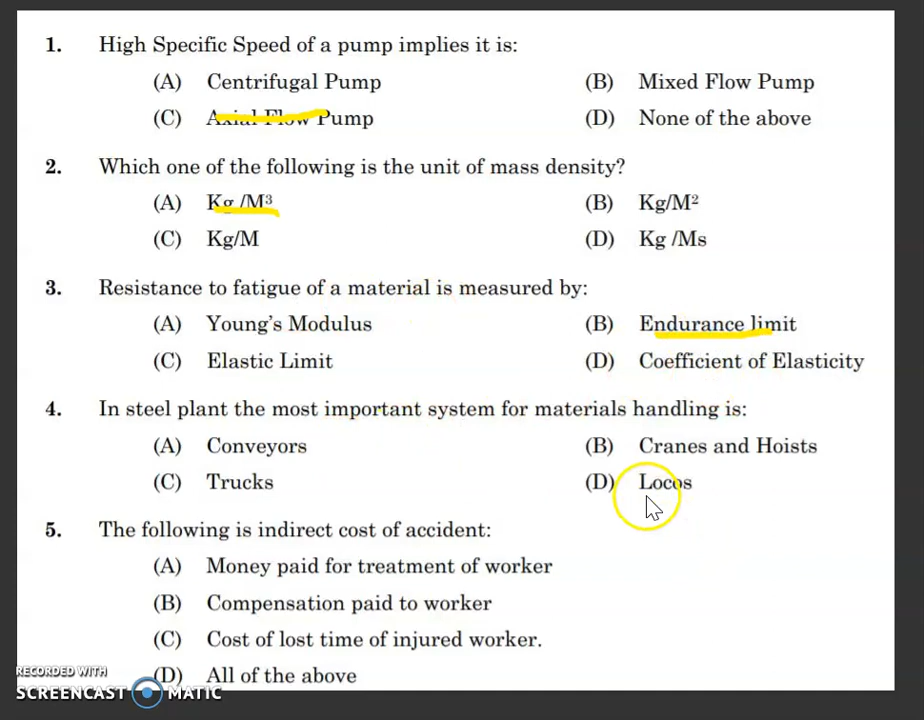 1. High Specific Speed of a pump implies it is:
(A) Centrifugal Pump (B) Mixed Flow Pump
(C) Axial Flow Pump (D) None of the above
2. Which one of the following is the unit of mass density?
(A) Kg /M³ (B) Kg/M²
(C) Kg/M (D) Kg /Ms
3. Resistance to fatigue of a material is measured by:
(A) Young's Modulus (B) Endurance limit
(C) Elastic Limit (D) Coefficient of Elasticity
4. In steel plant the most important system for materials handling is:
(A) Conveyors (B) Cranes and Hoists
(C) Trucks (D) Locos
5. The following is indirect cost of accident:
(A) Money paid for treatment of worker
(B) Compensation paid to worker
(C) Cost of lost time of injured worker.
(D) All of the above
RECORDED WITH
SCREENCAST MATIC